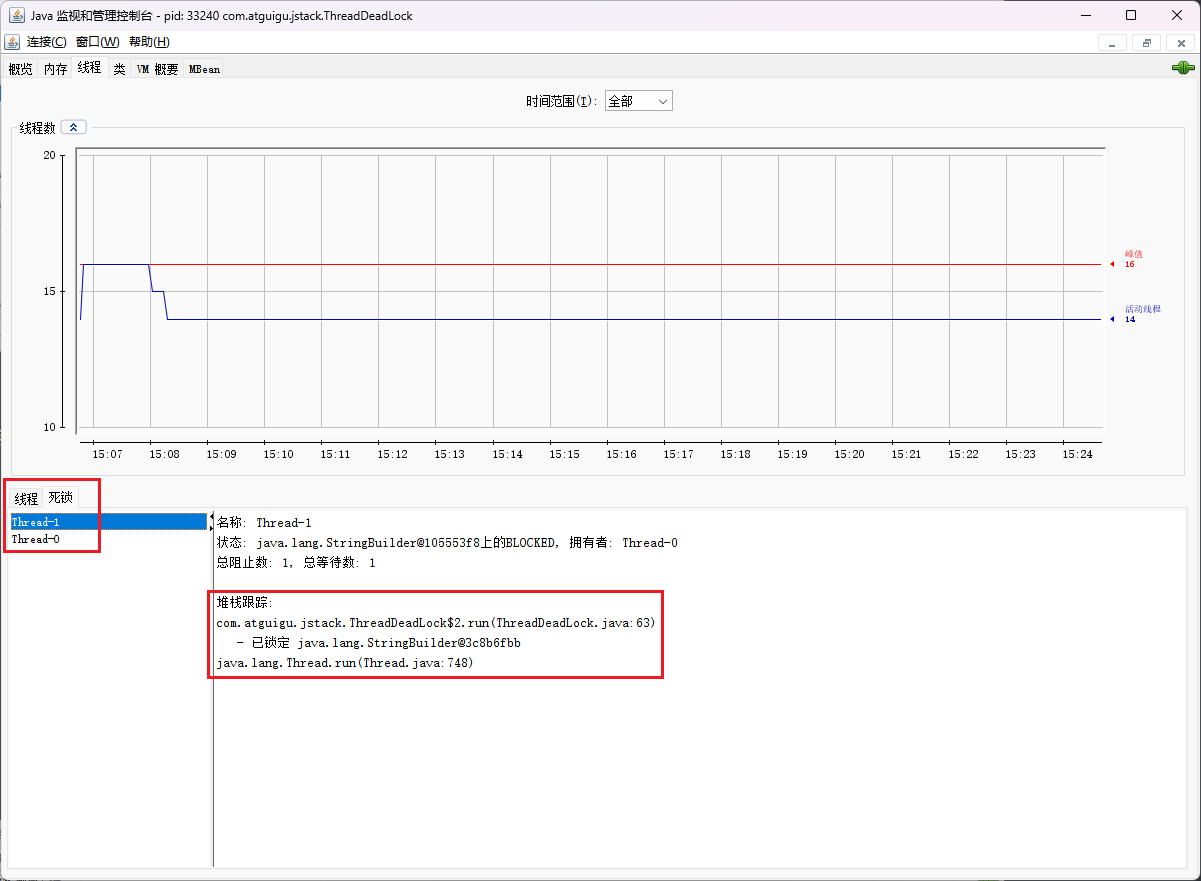 Java 监视和管理控制台 - pid: 33240 com.atguigu.jstack.ThreadDeadLock
连接(C) 窗口(W) 帮助(H)
概览 内存 线程 类 VM 概要 MBean
时间范围(T): 全部
线程数
20
15
10
峰值
16
活动线程
14
15:07 15:08 15:09 15:10 15:11 15:12 15:13 15:14 15:15 15:16 15:17 15:18 15:19 15:20 15:21 15:22 15:23 15:24
线程 死锁
Thread-1
Thread-0
名称: Thread-1
状态: java.lang.StringBuilder@105553f8上的BLOCKED, 拥有者: Thread-0
总阻止数: 1, 总等待数: 1
堆栈跟踪:
com.atguigu.jstack.ThreadDeadLock$2.run(ThreadDeadLock.java:63)
- 已锁定 java.lang.StringBuilder@3c8b6fbb
java.lang.Thread.run(Thread.java:748)